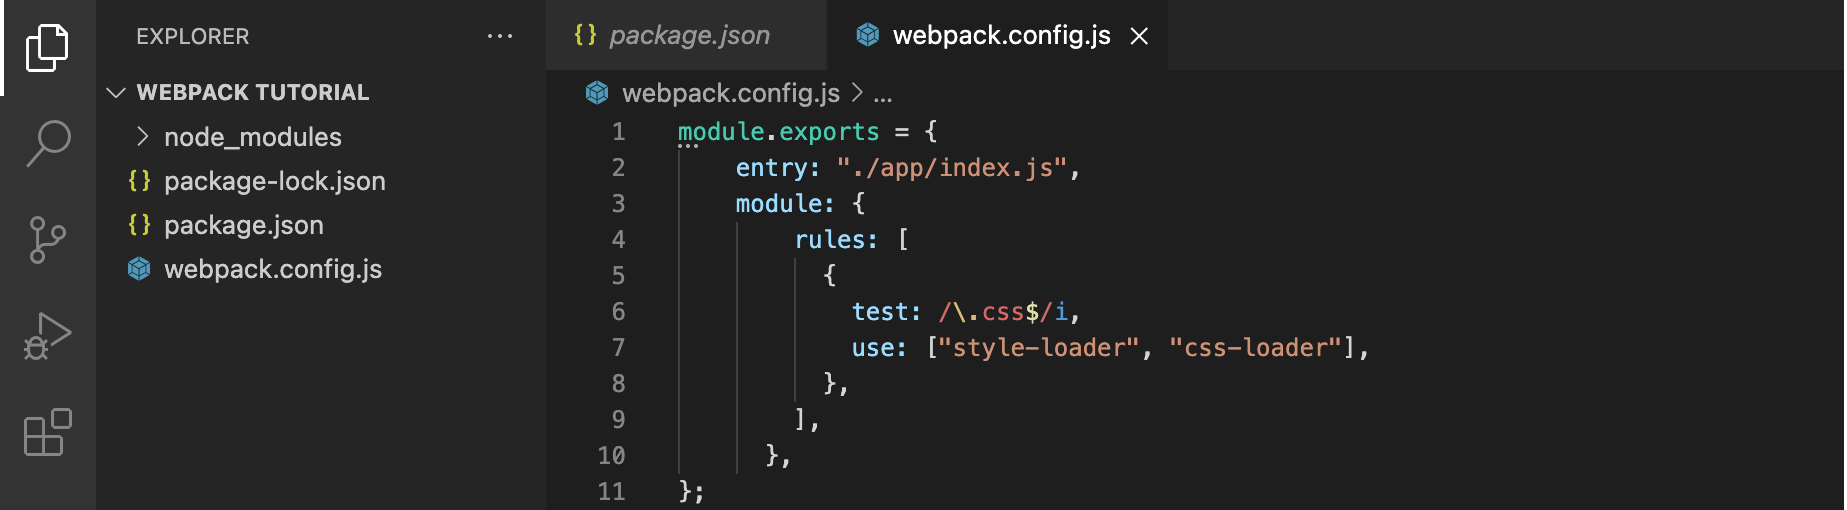 EXPLORER ...
WEBPACK TUTORIAL
node_modules
{} package-lock.json
{} package.json
webpack.config.js
{} package.json webpack.config.js
webpack.config.js > ...
1 module.exports = {
2 entry: "./app/index.js",
3 module: {
4 rules: [
5 {
6 test: /\.css$/i,
7 use: ["style-loader", "css-loader"],
8 },
9 ],
10 },
11 };